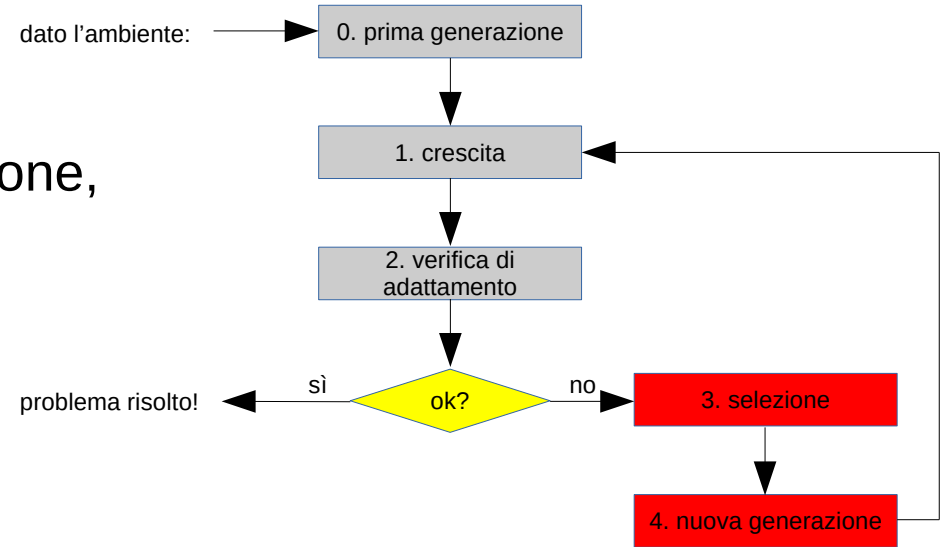 dato l’ambiente:
0. prima generazione
1. crescita
one,
2. verifica di
adattamento
sì
no
problema risolto!
ok?
3. selezione
4. nuova generazione